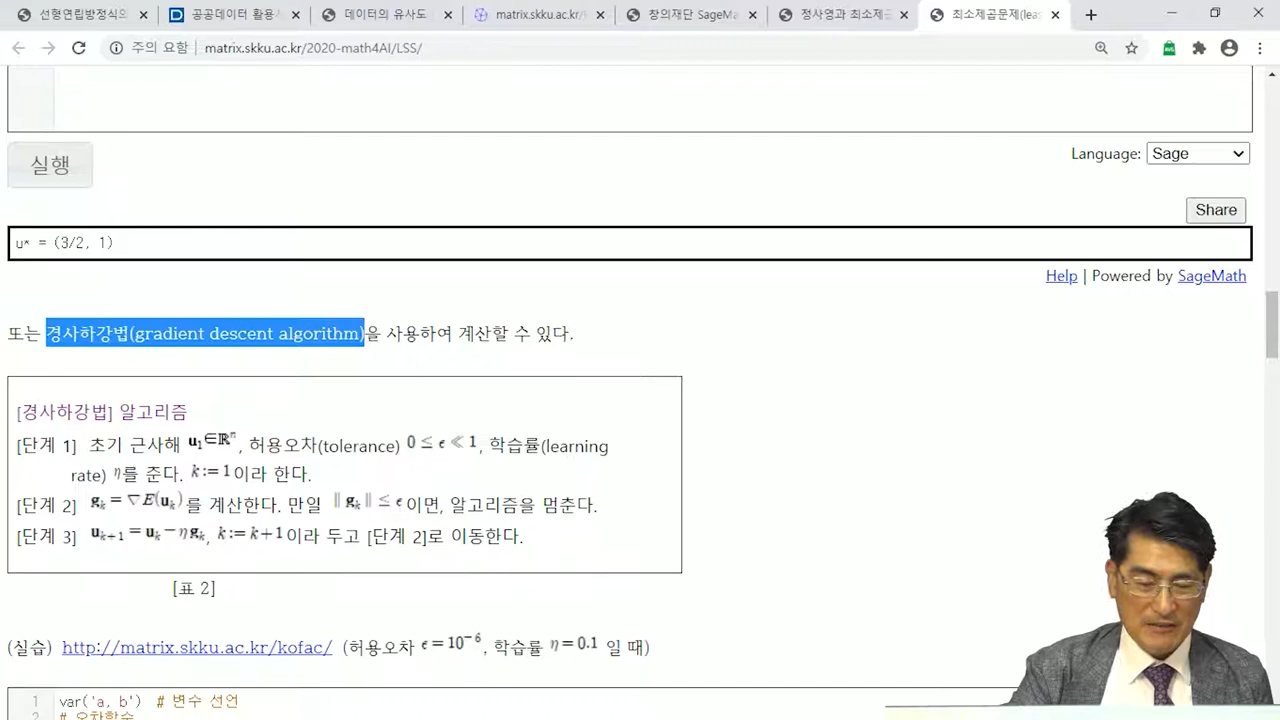 선형연립방정식의
공공데이터 활용
데이터의 유사도
matrix.skku.ac.kr/
창의재단 SageMa
정사영과 최소제곱
최소제곱문제(leas
주의 요함
matrix.skku.ac.kr/2020-math4AI/LSS/
실행
Language: Sage
Share
u* = (3/2, 1)
Help | Powered by SageMath
또는 경사하강법(gradient descent algorithm)을 사용하여 계산할 수 있다.
[경사하강법] 알고리즘
[단계 1] 초기 근사해 u₁∈ℝⁿ, 허용오차(tolerance) 0 ≤ ϵ ≪ 1, 학습률(learning
rate) η를 준다. k:=1이라 한다.
[단계 2] gₖ = ∇E(uₖ)를 계산한다. 만일 ‖gₖ‖ ≤ ϵ이면, 알고리즘을 멈춘다.
[단계 3] uₖ₊₁ = uₖ − ηgₖ, k:= k+1이라 두고 [단계 2]로 이동한다.
[표 2]
(실습) http://matrix.skku.ac.kr/kofac/ (허용오차 ϵ = 10⁻⁶, 학습률 η = 0.1 일 때)
1 var('a, b') # 변수 선언
2 # 오차함수